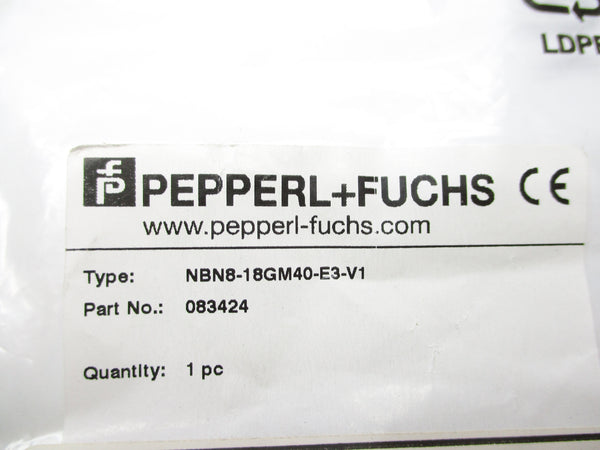 LDPE
PEPPERL+FUCHS CE
www.pepperl-fuchs.com
Type: NBN8-18GM40-E3-V1
Part No.: 083424
Quantity: 1 pc